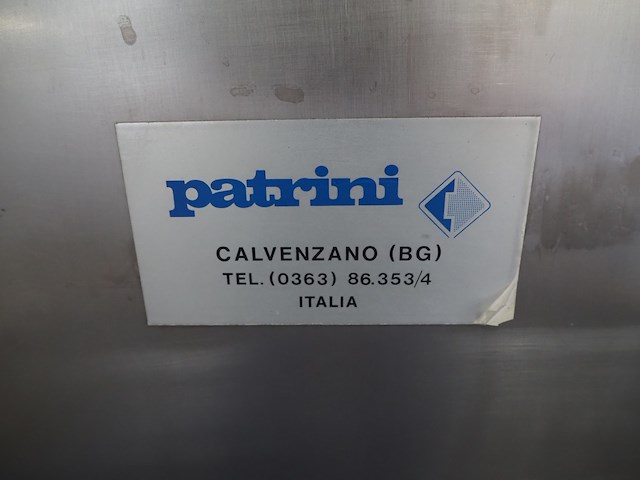 patrini
CALVENZANO (BG)
TEL. (0363) 86.353/4
ITALIA